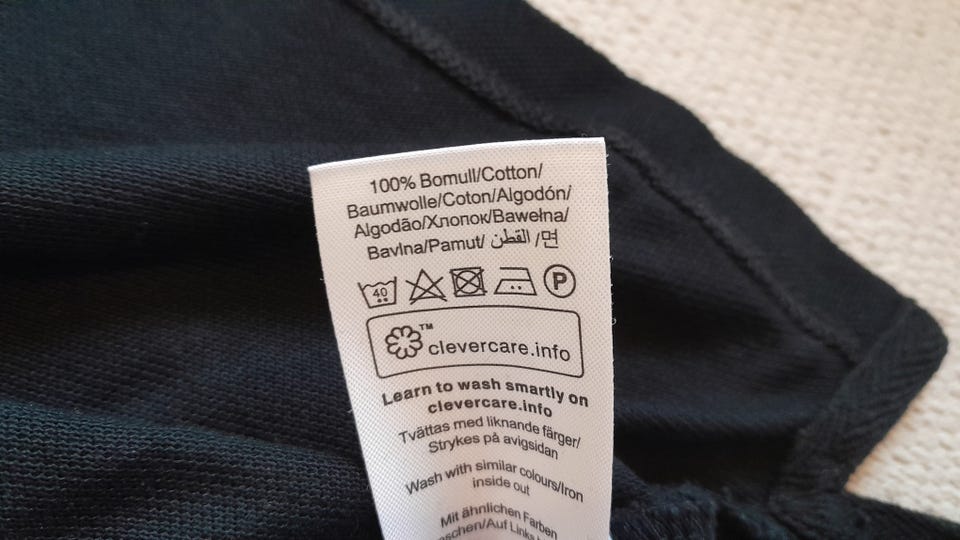 100% Bomull/Cotton/
Baumwolle/Coton/Algodón/
Algodão/Хлопок/Bawełna/
Bavlna/Pamut/ القطن /면
40 P
™ clevercare.info
Learn to wash smartly on
clevercare.info
Tvättas med liknande färger/
Strykes på avigsidan
Wash with similar colours/Iron
inside out
Mit ähnlichen Farben
/Auf Links